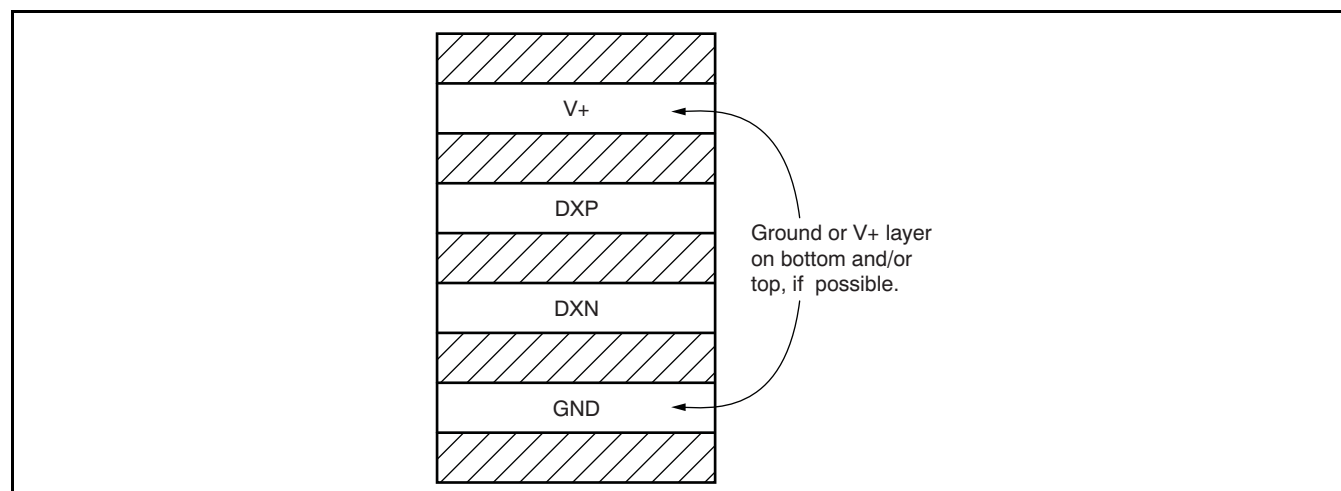 V+
DXP
Ground or V+ layer
on bottom and/or
top, if possible.
DXN
GND